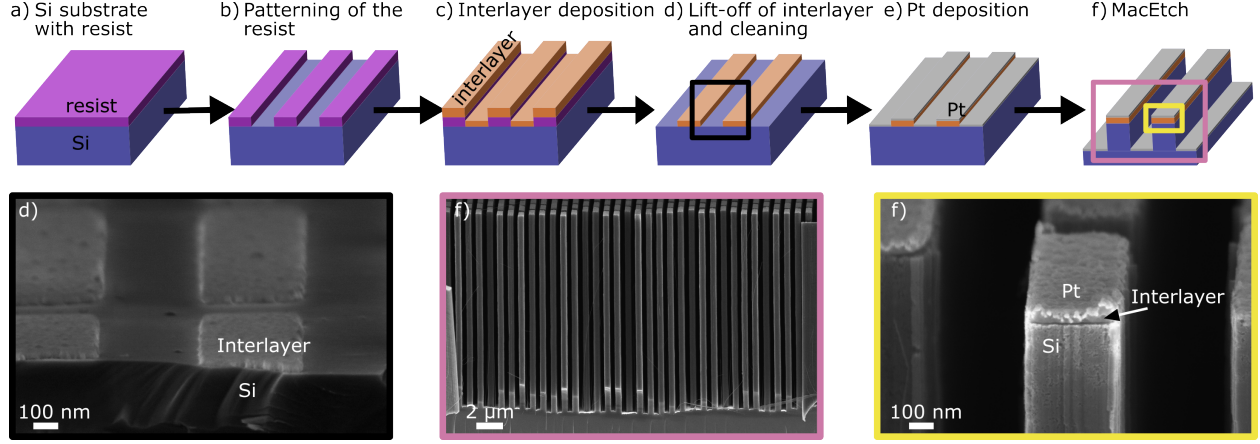 a) Si substrate
with resist
b) Patterning of the
resist
c) Interlayer deposition
d) Lift-off of interlayer
and cleaning
e) Pt deposition
f) MacEtch
resist
Si
interlayer
Pt
d)
Interlayer
Si
100 nm
f)
2 μm
f)
Pt
Interlayer
Si
100 nm